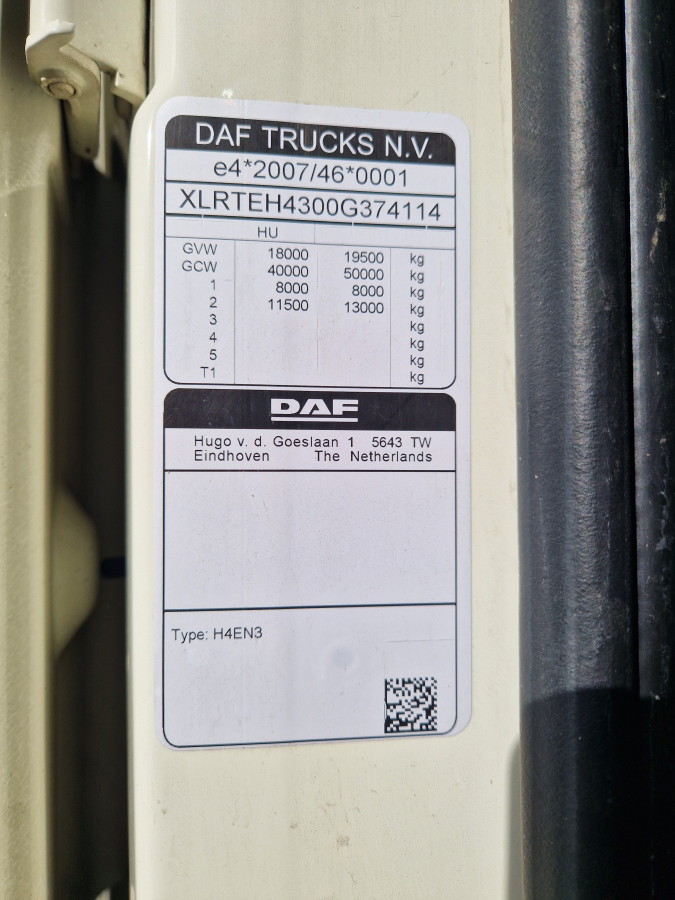 DAF TRUCKS N.V.
e4*2007/46*0001
XLRTEH4300G374114
HU
GVW 18000 19500 kg
GCW 40000 50000 kg
1 8000 8000 kg
2 11500 13000 kg
3 kg
4 kg
5 kg
T1 kg
DAF
Hugo v. d. Goeslaan 1 5643 TW
Eindhoven The Netherlands
Type: H4EN3